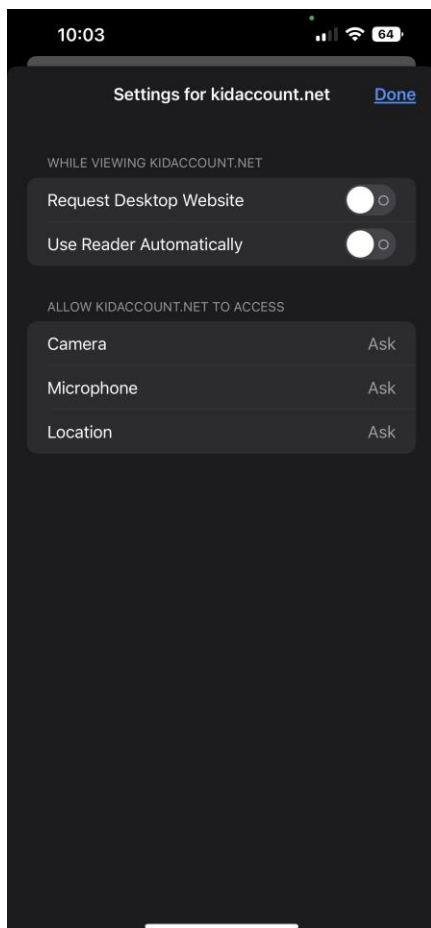 10:03
64
Settings for kidaccount.net
Done
WHILE VIEWING KIDACCOUNT.NET
Request Desktop Website
Use Reader Automatically
ALLOW KIDACCOUNT.NET TO ACCESS
Camera
Ask
Microphone
Ask
Location
Ask